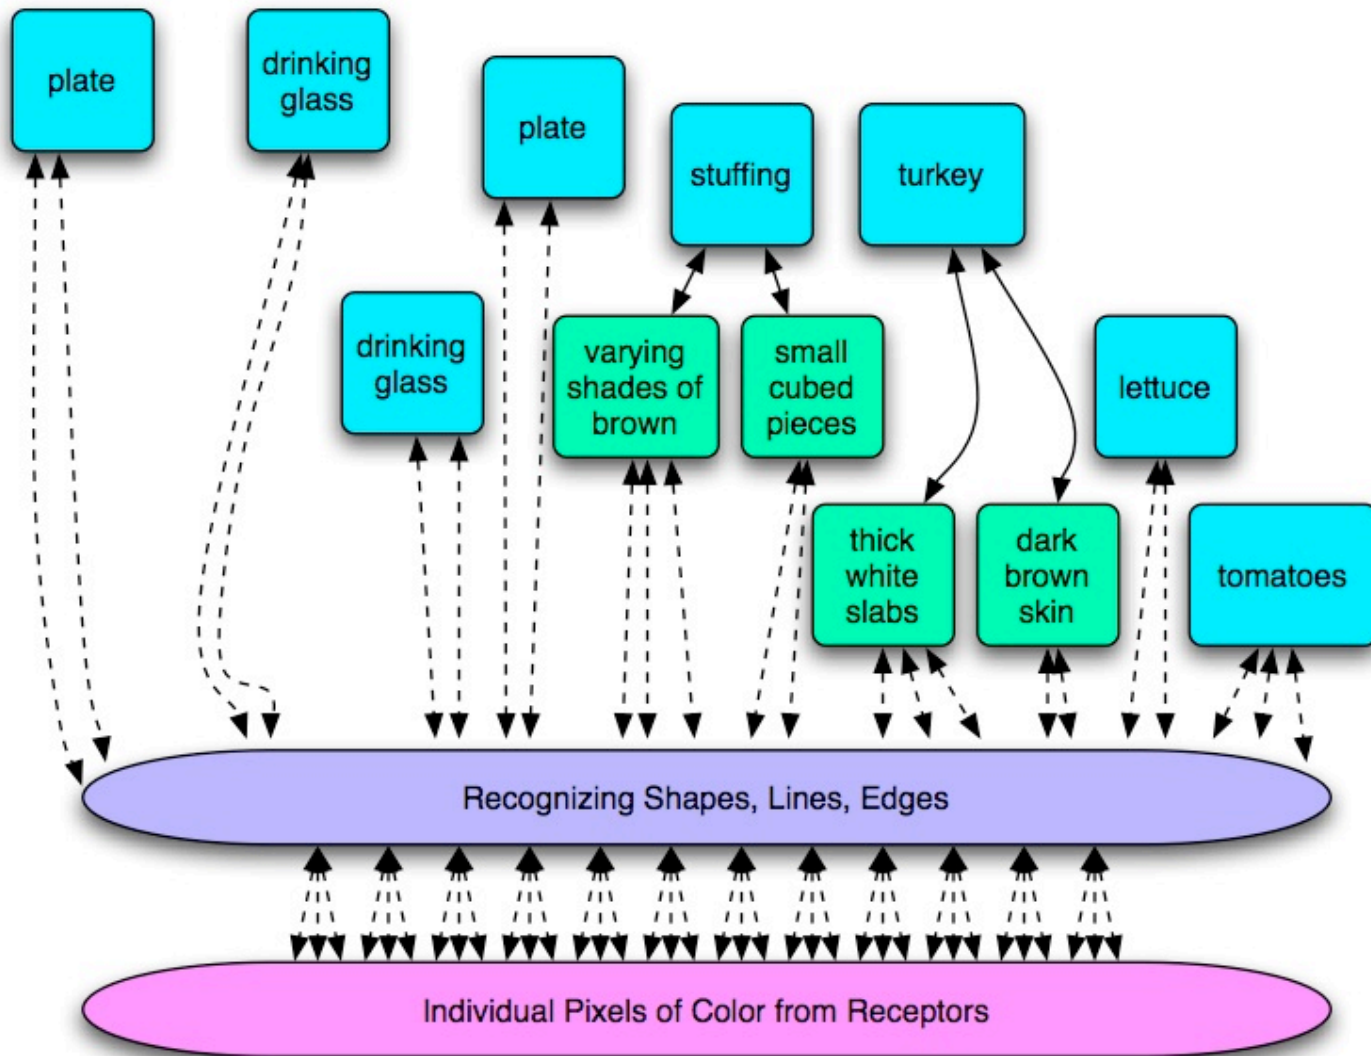 plate
drinking
glass
plate
stuffing
turkey
drinking
glass
varying
shades of
brown
small
cubed
pieces
lettuce
thick
white
slabs
dark
brown
skin
tomatoes
Recognizing Shapes, Lines, Edges
Individual Pixels of Color from Receptors